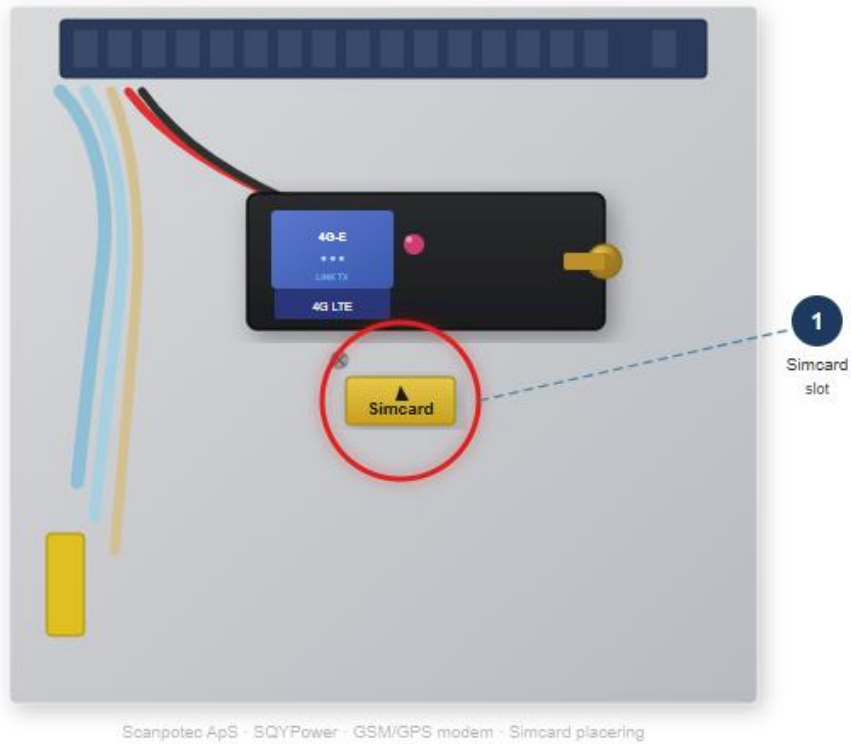 4G-E
LINK TX
4G LTE
1
Simcard
slot
▲
Simcard
Scanpotec ApS · SQYPower · GSM/GPS modem · Simcard placering